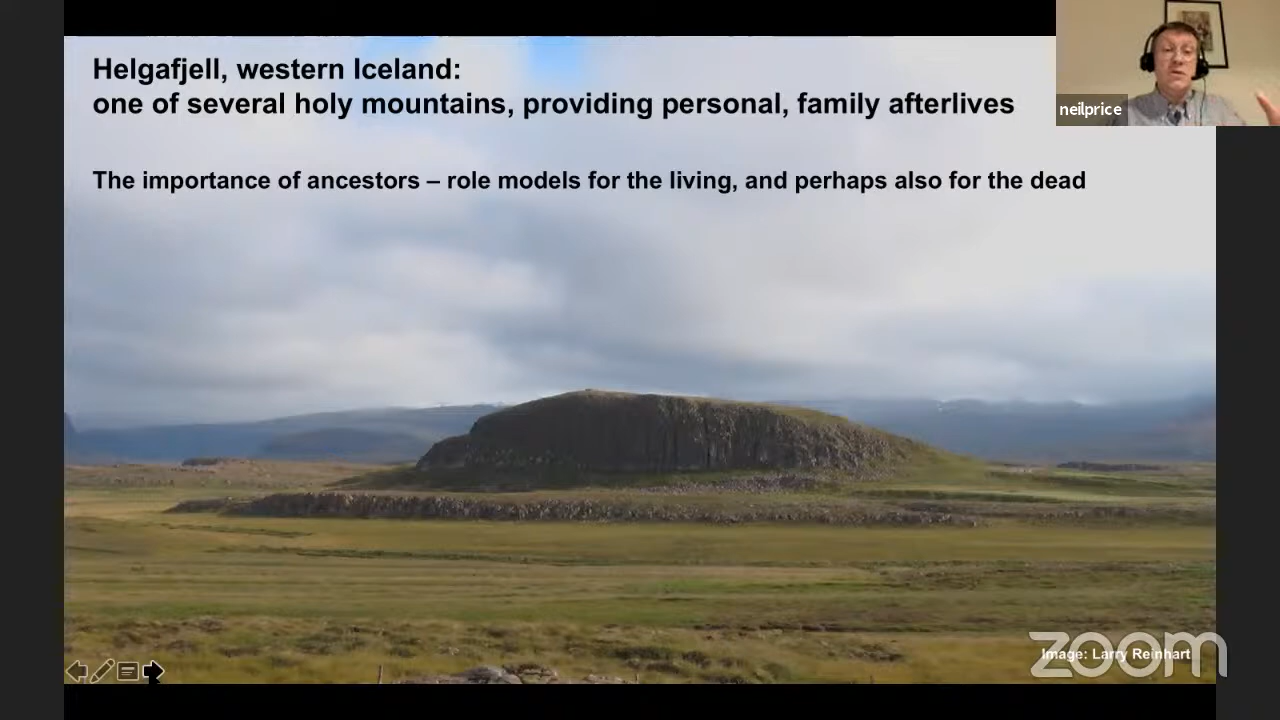 Helgafjell, western Iceland:
one of several holy mountains, providing personal, family afterlives
neilprice
The importance of ancestors – role models for the living, and perhaps also for the dead
Image: Larry Reinhart
zoom